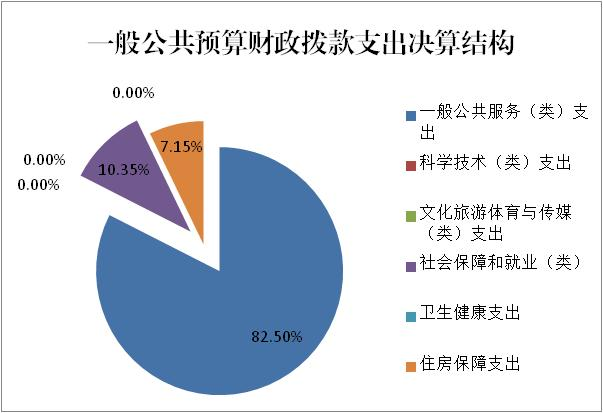 一般公共预算财政拨款支出决算结构
0.00%
7.15%
10.35%
0.00%
0.00%
82.50%
一般公共服务（类）支
出
科学技术（类）支出
文化旅游体育与传媒
（类）支出
社会保障和就业（类）
卫生健康支出
住房保障支出